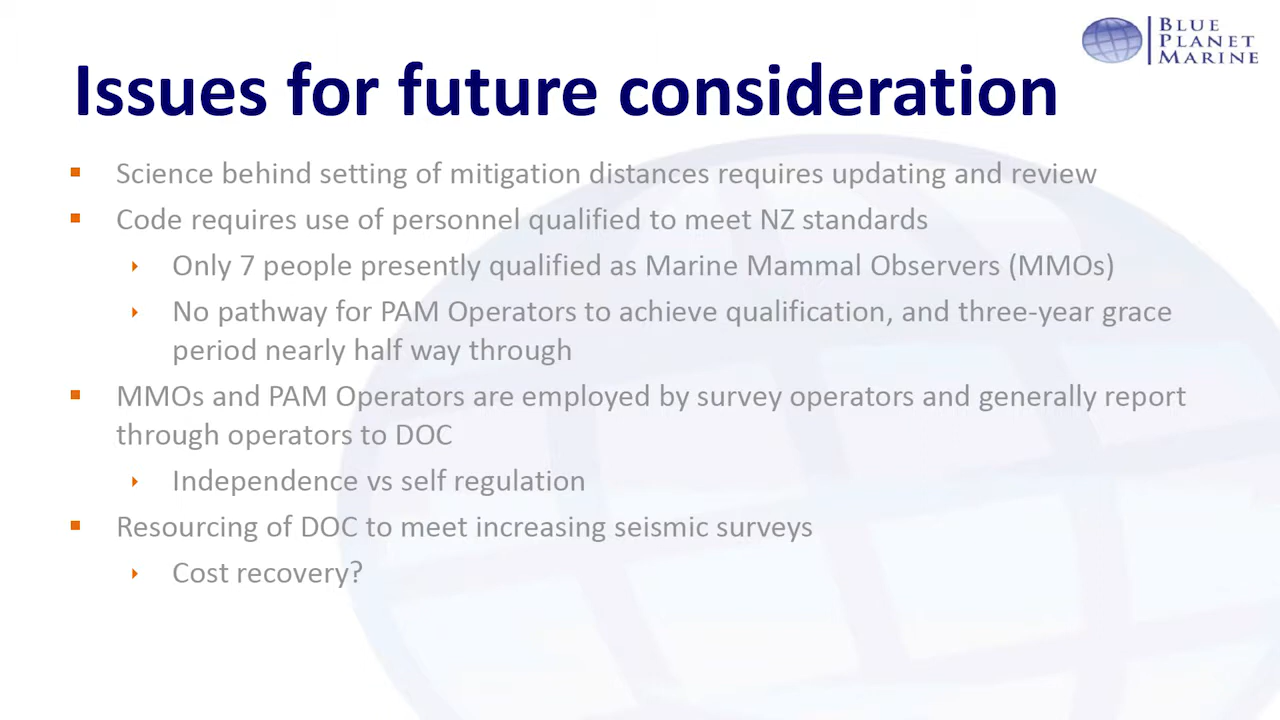 BLUE
PLANET
MARINE
Issues for future consideration
Science behind setting of mitigation distances requires updating and review
Code requires use of personnel qualified to meet NZ standards
Only 7 people presently qualified as Marine Mammal Observers (MMOs)
No pathway for PAM Operators to achieve qualification, and three-year grace
period nearly half way through
MMOs and PAM Operators are employed by survey operators and generally report
through operators to DOC
Independence vs self regulation
Resourcing of DOC to meet increasing seismic surveys
Cost recovery?